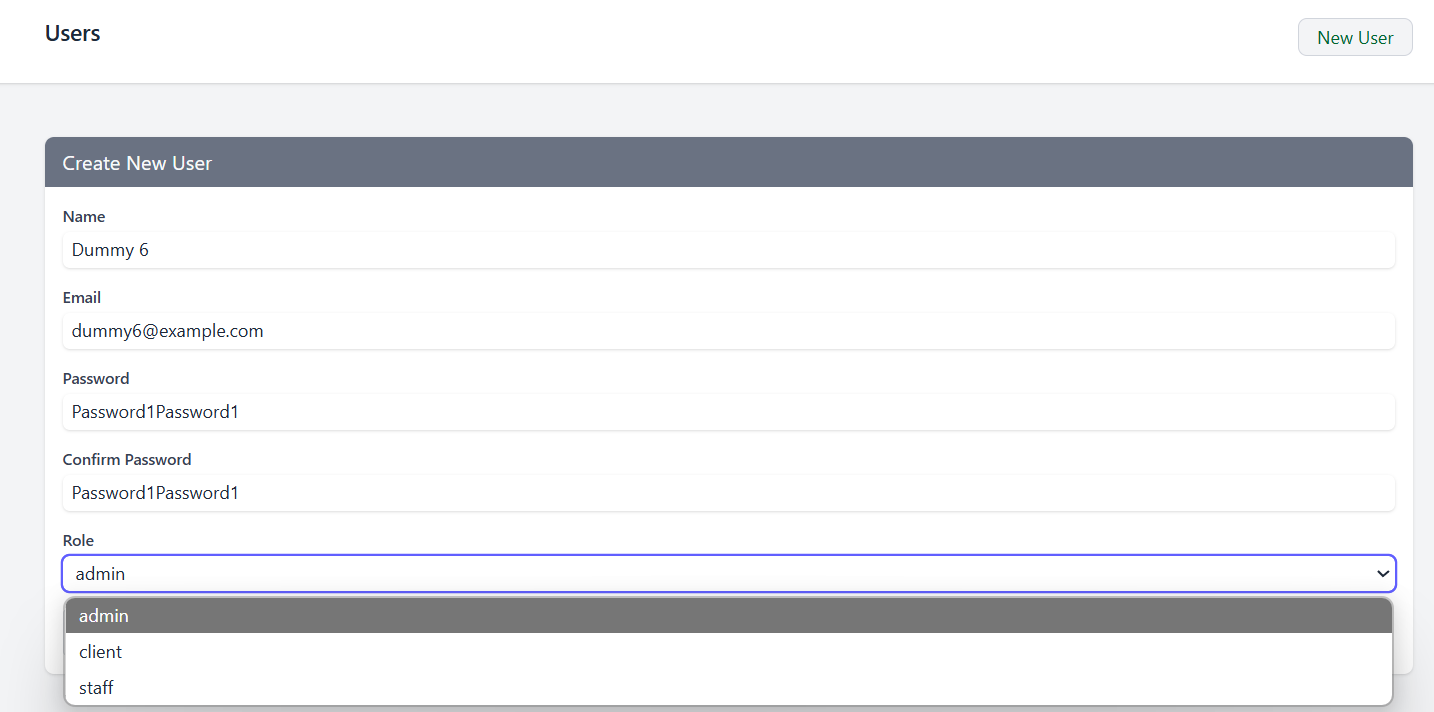 Users
New User
Create New User
Name
Dummy 6
Email
dummy6@example.com
Password
Password1Password1
Confirm Password
Password1Password1
Role
admin
admin
client
staff